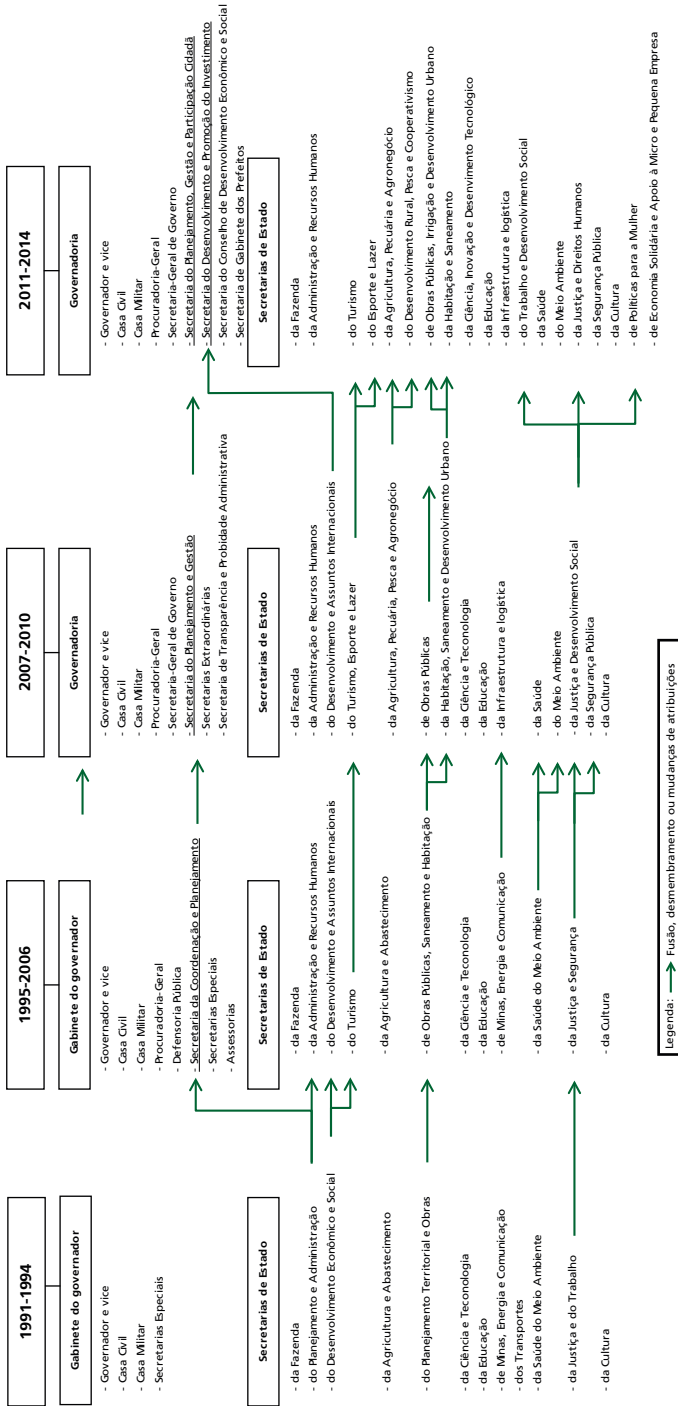 1991-1994
Gabinete do governador
- Governador e vice
- Casa Civil
- Casa Militar
- Secretarias Especiais
Secretarias de Estado
- da Fazenda
- do Planejamento e Administração
- do Desenvolvimento Econômico e Social
- da Agricultura e Abastecimento
- do Planejamento Territorial e Obras
- da Ciência e Teconologia
- da Educação
- de Minas, Energia e Comunicação
- dos Transportes
- da Saúde do Meio Ambiente
- da Justiça e do Trabalho
- da Cultura
1995-2006
Gabinete do governador
- Governador e vice
- Casa Civil
- Casa Militar
- Procuradoria-Geral
- Defensoria Pública
- Secretaria da Coordenação e Planejamento
- Secretarias Especiais
- Assessorias
Secretarias de Estado
- da Fazenda
- da Administração e Recursos Humanos
- do Desenvolvimento e Assuntos Internacionais
- do Turismo
- da Agricultura e Abastecimento
- de Obras Públicas, Saneamento e Habitação
- da Ciência e Teconologia
- da Educação
- de Minas, Energia e Comunicação
- da Saúde do Meio Ambiente
- da Justiça e Segurança
- da Cultura
2007-2010
Governadoria
- Governador e vice
- Casa Civil
- Casa Militar
- Procuradoria-Geral
- Secretaria-Geral de Governo
- Secretaria do Planejamento e Gestão
- Secretarias Extraordinárias
- Secretaria de Transparência e Probidade Administrativa
Secretarias de Estado
- da Fazenda
- da Administração e Recursos Humanos
- do Desenvolvimento e Assuntos Internacionais
- do Turismo, Esporte e Lazer
- da Agricultura, Pecuária, Pesca e Agronegócio
- de Obras Públicas
- da Habitação, Saneamento e Desenvolvimento Urbano
- da Ciência e Teconologia
- da Educação
- da Infraestrutura e logística
- da Saúde
- do Meio Ambiente
- da Justiça e Desenvolvimento Social
- da Segurança Pública
- da Cultura
2011-2014
Governadoria
- Governador e vice
- Casa Civil
- Casa Militar
- Procuradoria-Geral
- Secretaria-Geral de Governo
- Secretaria do Planejamento, Gestão e Participação Cidadã
- Secretaria do Desenvolvimento e Promoção do Investimento
- Secretaria do Conselho de Desenvolvimento Econômico e Social
- Secretaria de Gabinete dos Prefeitos
Secretarias de Estado
- da Fazenda
- da Administração e Recursos Humanos
- do Turismo
- do Esporte e Lazer
- da Agricultura, Pecuária e Agronegócio
- do Desenvolvimento Rural, Pesca e Cooperativismo
- de Obras Públicas, Irrigação e Desenvolvimento Urbano
- da Habitação e Saneamento
- da Ciência, Inovação e Desenvimento Tecnológico
- da Educação
- da Infraestrutura e logística
- do Trabalho e Desenvolvimento Social
- da Saúde
- do Meio Ambiente
- da Justiça e Direitos Humanos
- da Segurança Pública
- da Cultura
- de Políticas para a Mulher
- de Economia Solidária e Apoio à Micro e Pequena Empresa
Legenda: Fusão, desmembramento ou mudanças de atribuições